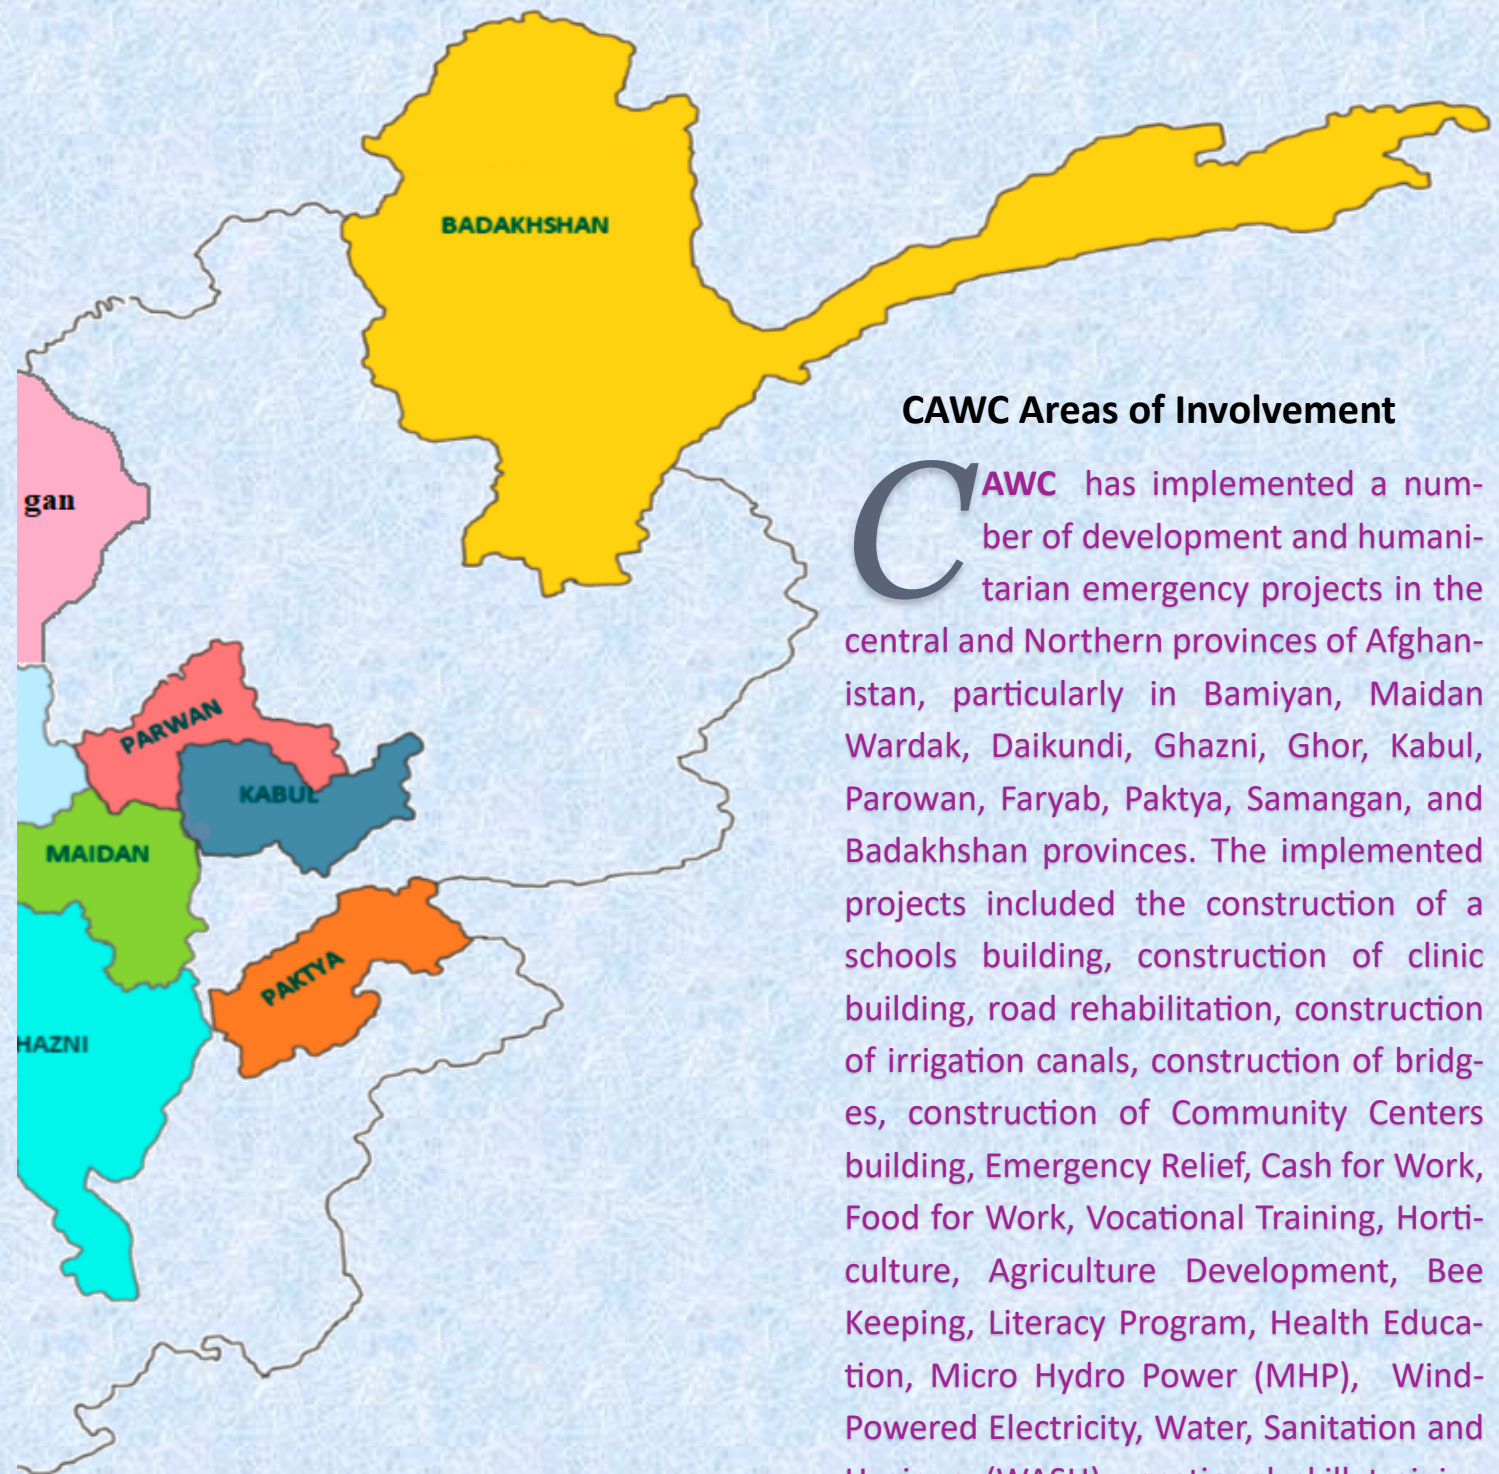 BADAKHSHAN
gan
PARWAN
KABUL
MAIDAN
PAKTYA
HAZNI
CAWC Areas of Involvement
CAWC has implemented a num-
ber of development and humani-
tarian emergency projects in the
central and Northern provinces of Afghan-
istan, particularly in Bamiyan, Maidan
Wardak, Daikundi, Ghazni, Ghor, Kabul,
Parowan, Faryab, Paktya, Samangan, and
Badakhshan provinces. The implemented
projects included the construction of a
schools building, construction of clinic
building, road rehabilitation, construction
of irrigation canals, construction of bridg-
es, construction of Community Centers
building, Emergency Relief, Cash for Work,
Food for Work, Vocational Training, Horti-
culture, Agriculture Development, Bee
Keeping, Literacy Program, Health Educa-
tion, Micro Hydro Power (MHP), Wind-
Powered Electricity, Water, Sanitation and